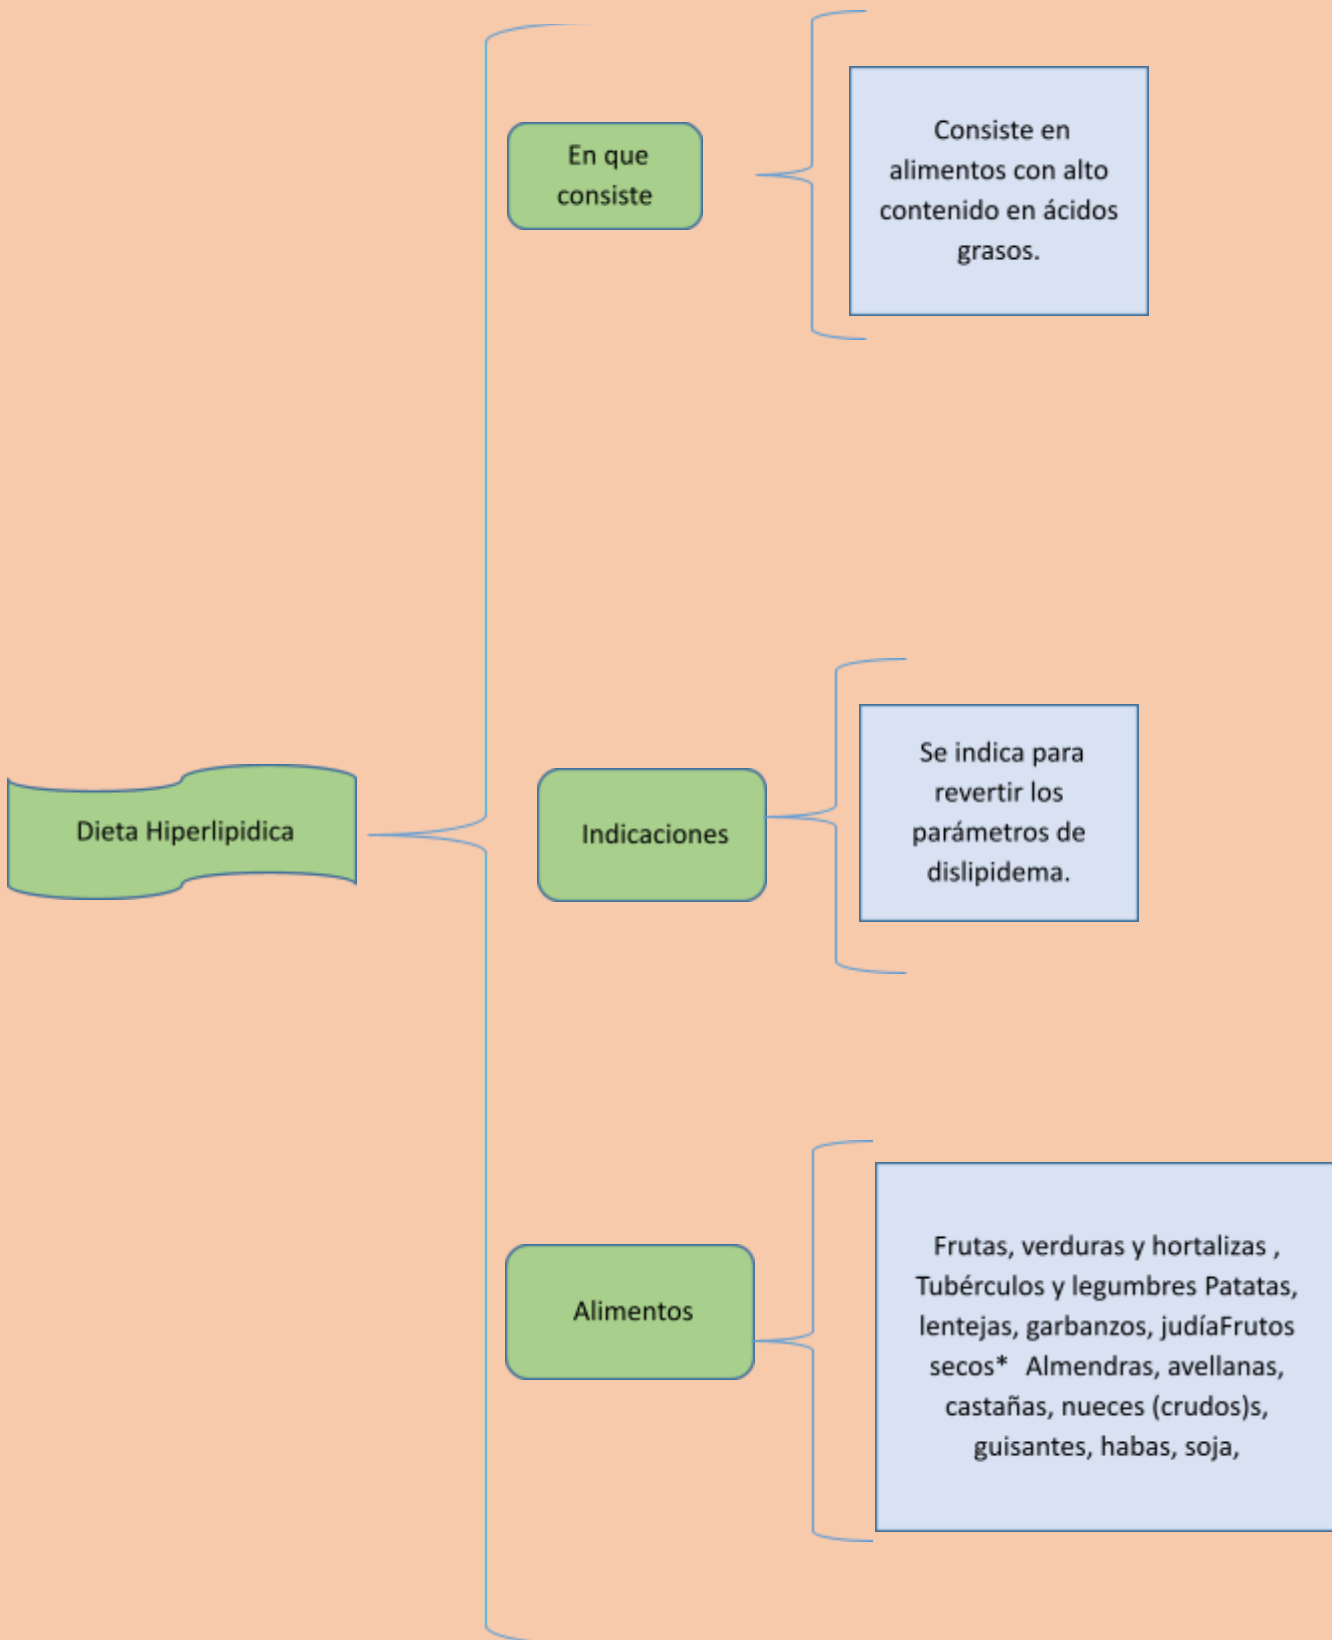 Dieta Hiperlipidica
En que
consiste
Consiste en
alimentos con alto
contenido en ácidos
grasos.
Indicaciones
Se indica para
revertir los
parámetros de
dislipidema.
Alimentos
Frutas, verduras y hortalizas ,
Tubérculos y legumbres Patatas,
lentejas, garbanzos, judíaFrutos
secos* Almendras, avellanas,
castañas, nueces (crudos)s,
guisantes, habas, soja,